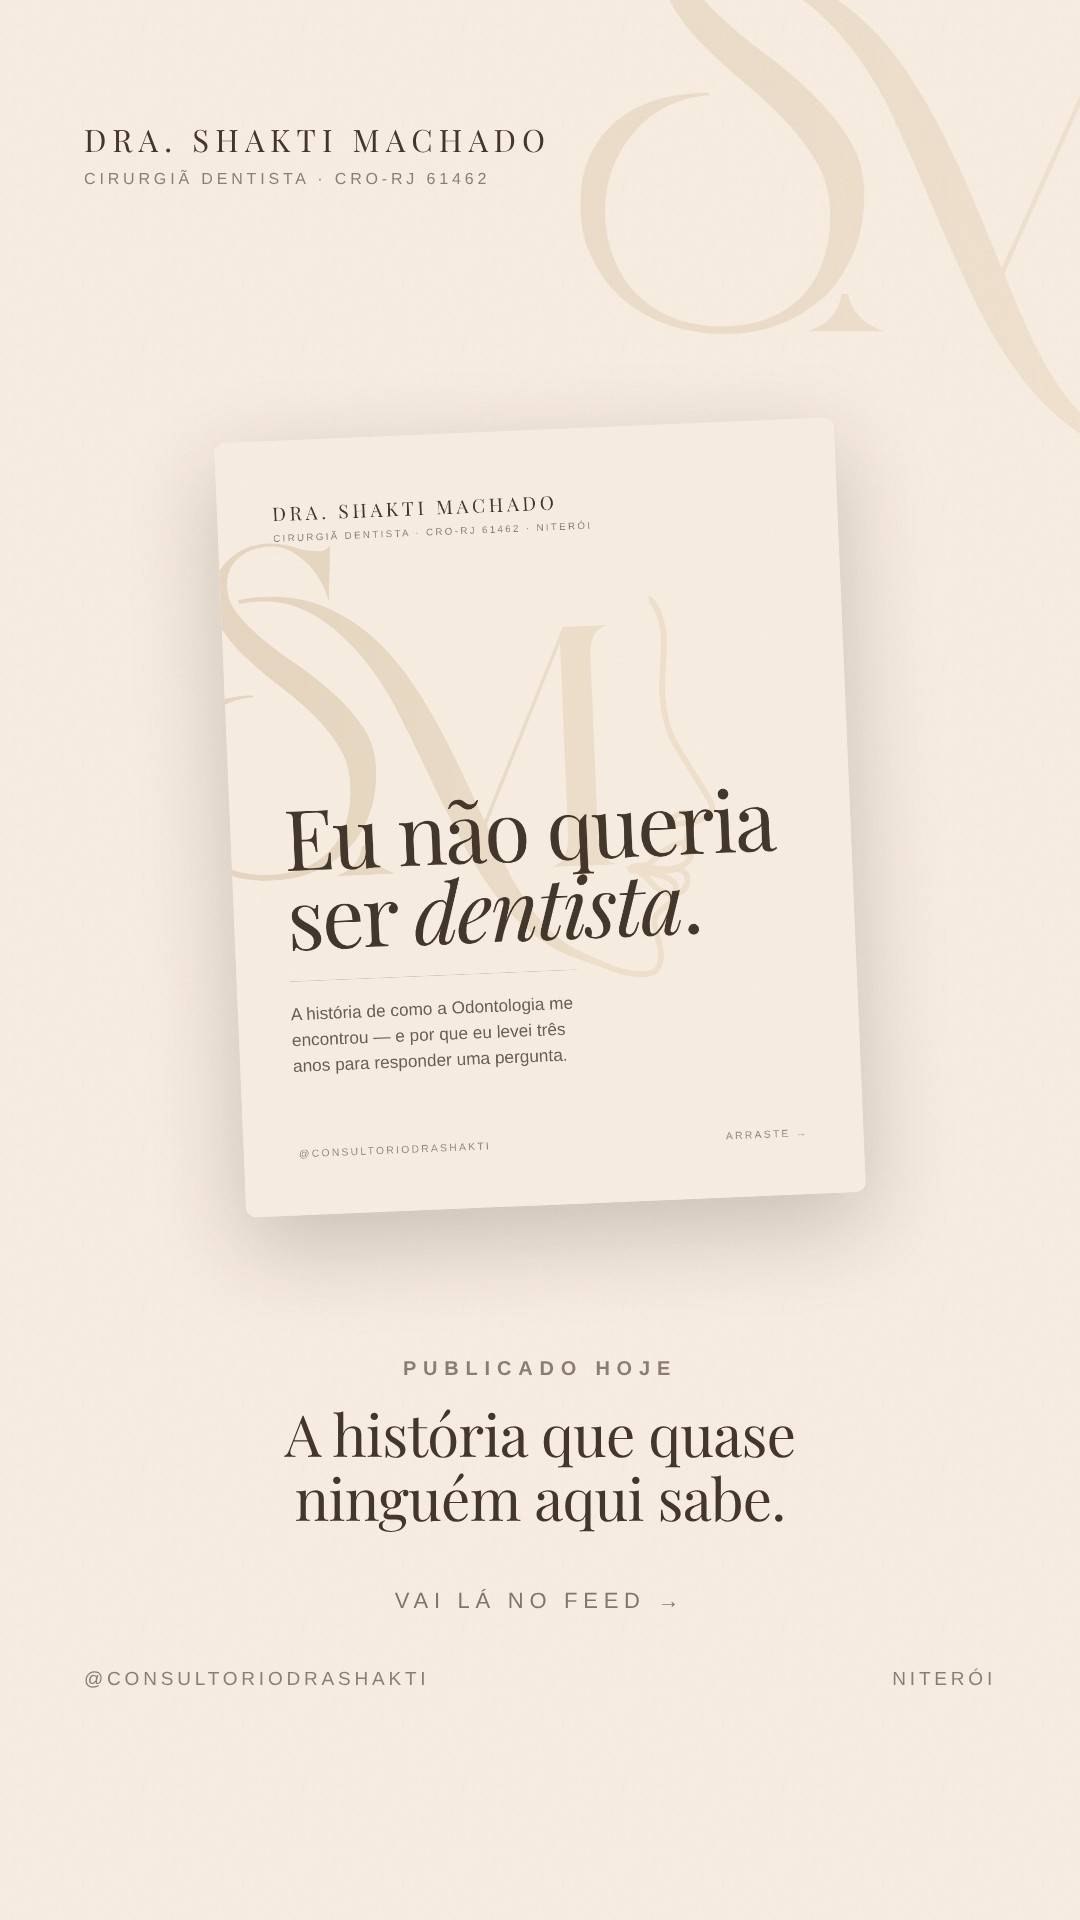 DRA. SHAKTI MACHADO
CIRURGIÃ DENTISTA · CRO-RJ 61462
DRA. SHAKTI MACHADO
CIRURGIÃ DENTISTA · CRO-RJ 61462 · NITERÓI
SM
Eu não queria
ser dentista.
A história de como a Odontologia me
encontrou — e por que eu levei três
anos para responder uma pergunta.
@CONSULTORIODRASHAKTI
ARRASTE →
PUBLICADO HOJE
A história que quase
ninguém aqui sabe.
VAI LÁ NO FEED →
@CONSULTORIODRASHAKTI
NITERÓI